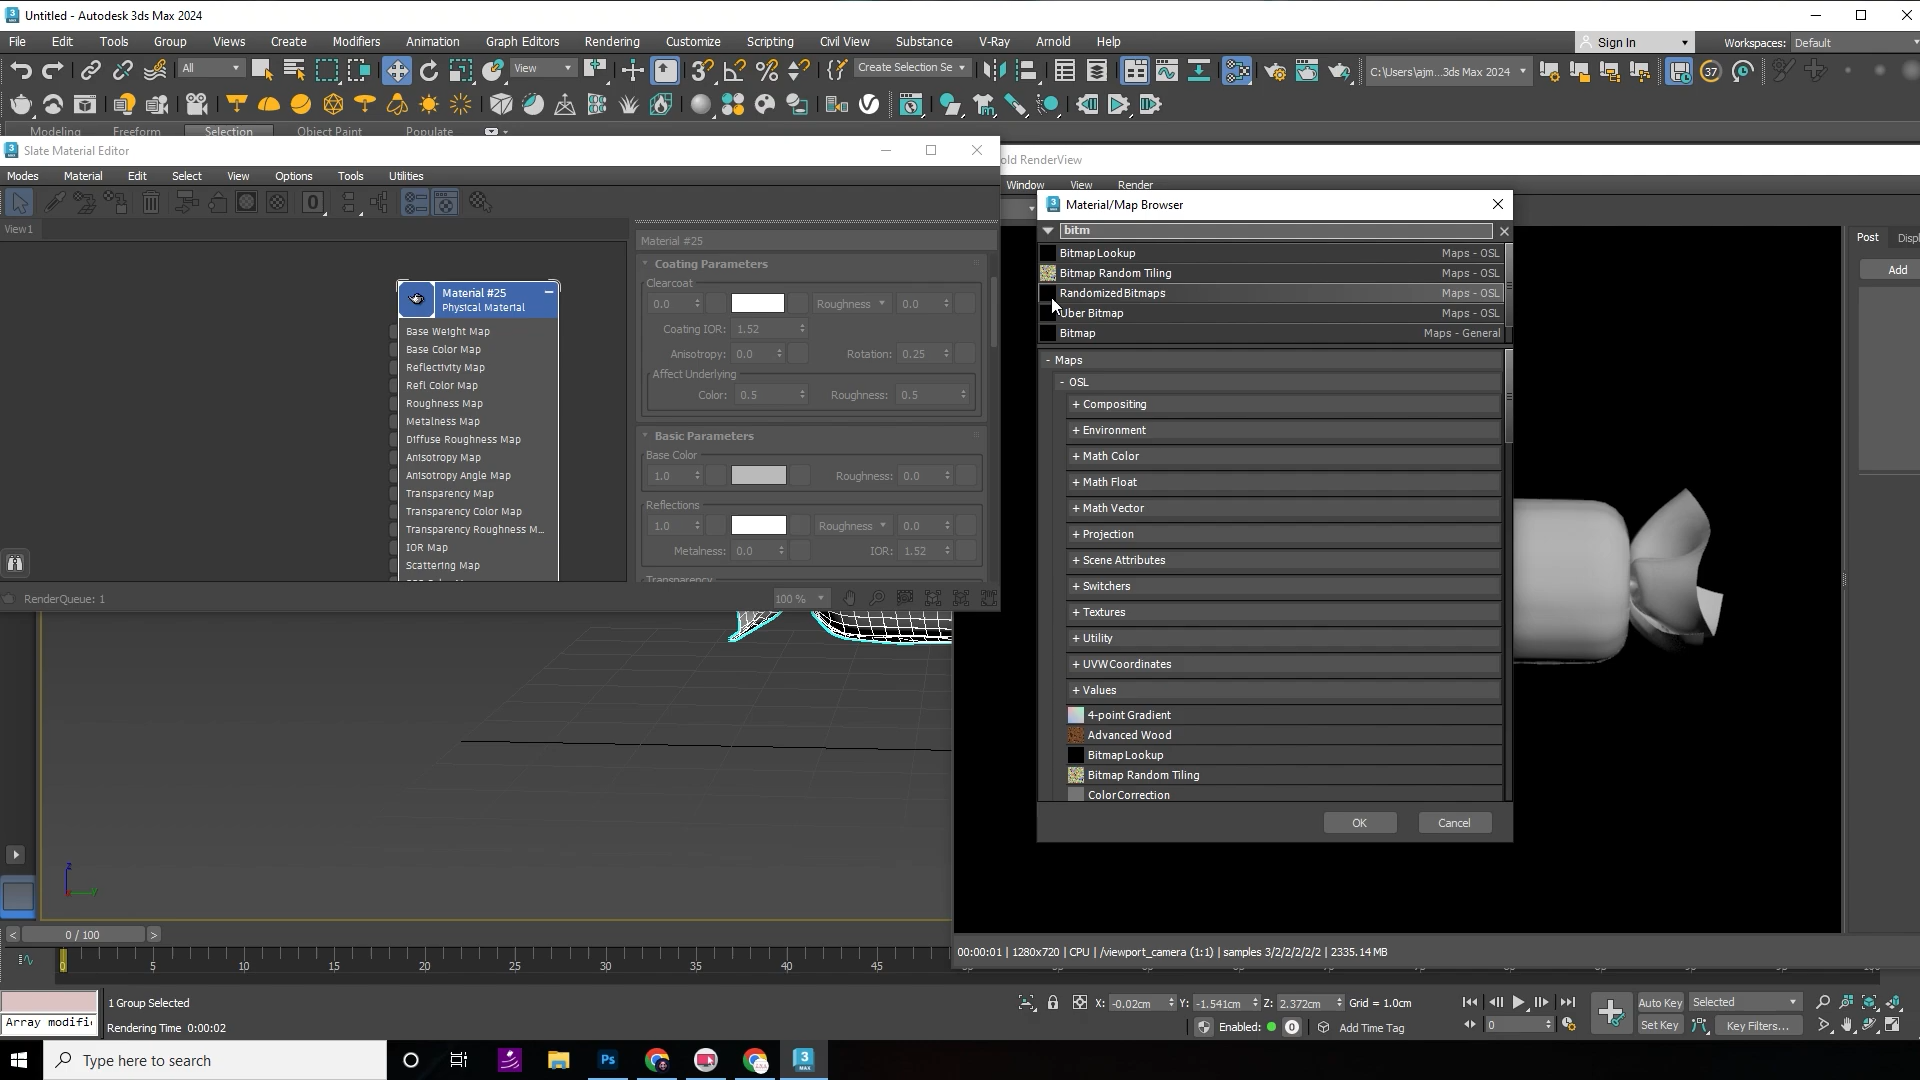 Untitled - Autodesk 3ds Max 2024
File Edit Tools Group Views Create Modifiers Animation Graph Editors Rendering Customize Scripting Civil View Substance V-Ray Arnold Help
Sign In Workspaces: Default
All View Create Selection Se C:\Users\ajm...3ds Max 2024 37
Modeling Freeform Selection Object Paint Populate
Slate Material Editor
old RenderView
Modes Material Edit Select View Options Tools Utilities
Window View Render
0
View1
Material #25
Physical Material
Base Weight Map
Base Color Map
Reflectivity Map
Refl Color Map
Roughness Map
Metalness Map
Diffuse Roughness Map
Anisotropy Map
Anisotropy Angle Map
Transparency Map
Transparency Color Map
Transparency Roughness M...
IOR Map
Scattering Map
RenderQueue: 1
100 %
Material #25
Coating Parameters
Clearcoat
0.0 Roughness 0.0
Coating IOR: 1.52
Anisotropy: 0.0 Rotation: 0.25
Affect Underlying
Color: 0.5 Roughness: 0.5
Basic Parameters
Base Color
1.0 Roughness: 0.0
Reflections
1.0 Roughness 0.0
Metalness: 0.0 IOR: 1.52
Transparency
Material/Map Browser
bitm
Bitmap Lookup Maps - OSL
Bitmap Random Tiling Maps - OSL
Randomized Bitmaps Maps - OSL
Uber Bitmap Maps - OSL
Bitmap Maps - General
- Maps
- OSL
+ Compositing
+ Environment
+ Math Color
+ Math Float
+ Math Vector
+ Projection
+ Scene Attributes
+ Switchers
+ Textures
+ Utility
+ UVW Coordinates
+ Values
4-point Gradient
Advanced Wood
Bitmap Lookup
Bitmap Random Tiling
Color Correction
OK Cancel
Post Displ
Add
z
Y
< 0 / 100 >
00:00:01 | 1280x720 | CPU | /viewport_camera (1:1) | samples 3/2/2/2/2/2 | 2335.14 MB
0 5 10 15 20 25 30 35 40 45
1 Group Selected
X: -0.02cm Y: -1.541cm Z: 2.372cm Grid = 1.0cm
Auto Key Selected
Array modifi
Rendering Time 0:00:02
Enabled: 0 Add Time Tag
0
Set Key Key Filters...
Type here to search
Ps
3
MAX